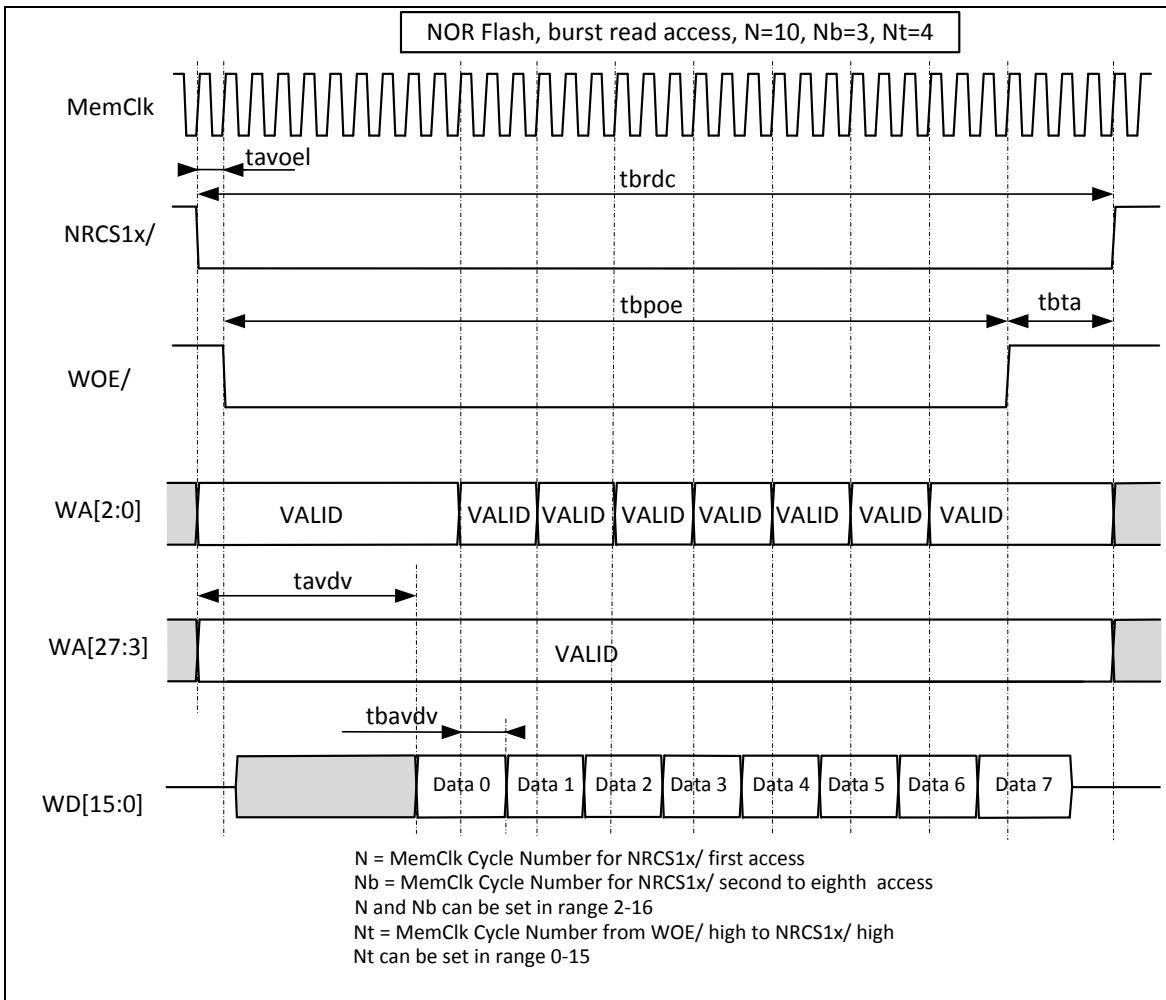 NOR Flash, burst read access, N=10, Nb=3, Nt=4
MemClk
tavoel
tbrdc
NRCS1x/
tbpoe
tbta
WOE/
WA[2:0]
VALID VALID VALID VALID VALID VALID VALID VALID
tavdv
WA[27:3]
VALID
tbavdv
WD[15:0]
Data 0 Data 1 Data 2 Data 3 Data 4 Data 5 Data 6 Data 7
N = MemClk Cycle Number for NRCS1x/ first access
Nb = MemClk Cycle Number for NRCS1x/ second to eighth access
N and Nb can be set in range 2-16
Nt = MemClk Cycle Number from WOE/ high to NRCS1x/ high
Nt can be set in range 0-15